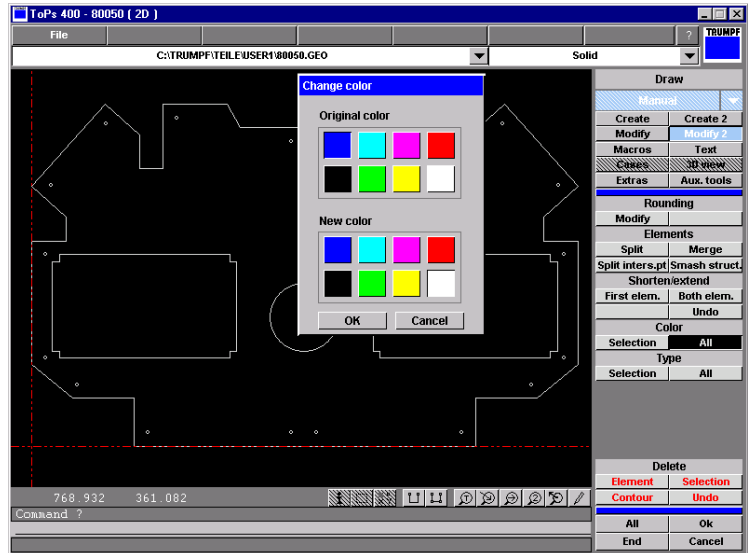 ToPs 400 - 80050 ( 2D )
File ? TRUMPF
C:\TRUMPF\TEILE\USER1\80050.GEO Solid
Change color
Original color
New color
OK Cancel
Draw
Manual
Create Create 2
Modify Modify 2
Macros Text
Cases 3D view
Extras Aux. tools
Rounding
Modify
Elements
Split Merge
Split inters.pt Smash struct.
Shorten/extend
First elem. Both elem.
Undo
Color
Selection All
Type
Selection All
Delete
Element Selection
Contour Undo
All Ok
End Cancel
768.932 361.082
Command ?